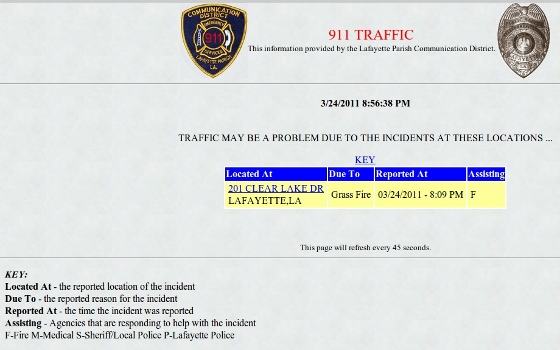 COMMUNICATION
DISTRICT
911
911 TRAFFIC
This information provided by the Lafayette Parish Communication District.
3/24/2011 8:56:38 PM
TRAFFIC MAY BE A PROBLEM DUE TO THE INCIDENTS AT THESE LOCATIONS ...
KEY
Located At Due To Reported At Assisting
201 CLEAR LAKE DR
LAFAYETTE,LA Grass Fire 03/24/2011 - 8:09 PM F
This page will refresh every 45 seconds.
KEY:
Located At - the reported location of the incident
Due To - the reported reason for the incident
Reported At - the time the incident was reported
Assisting - Agencies that are responding to help with the incident
F-Fire M-Medical S-Sheriff/Local Police P-Lafayette Police